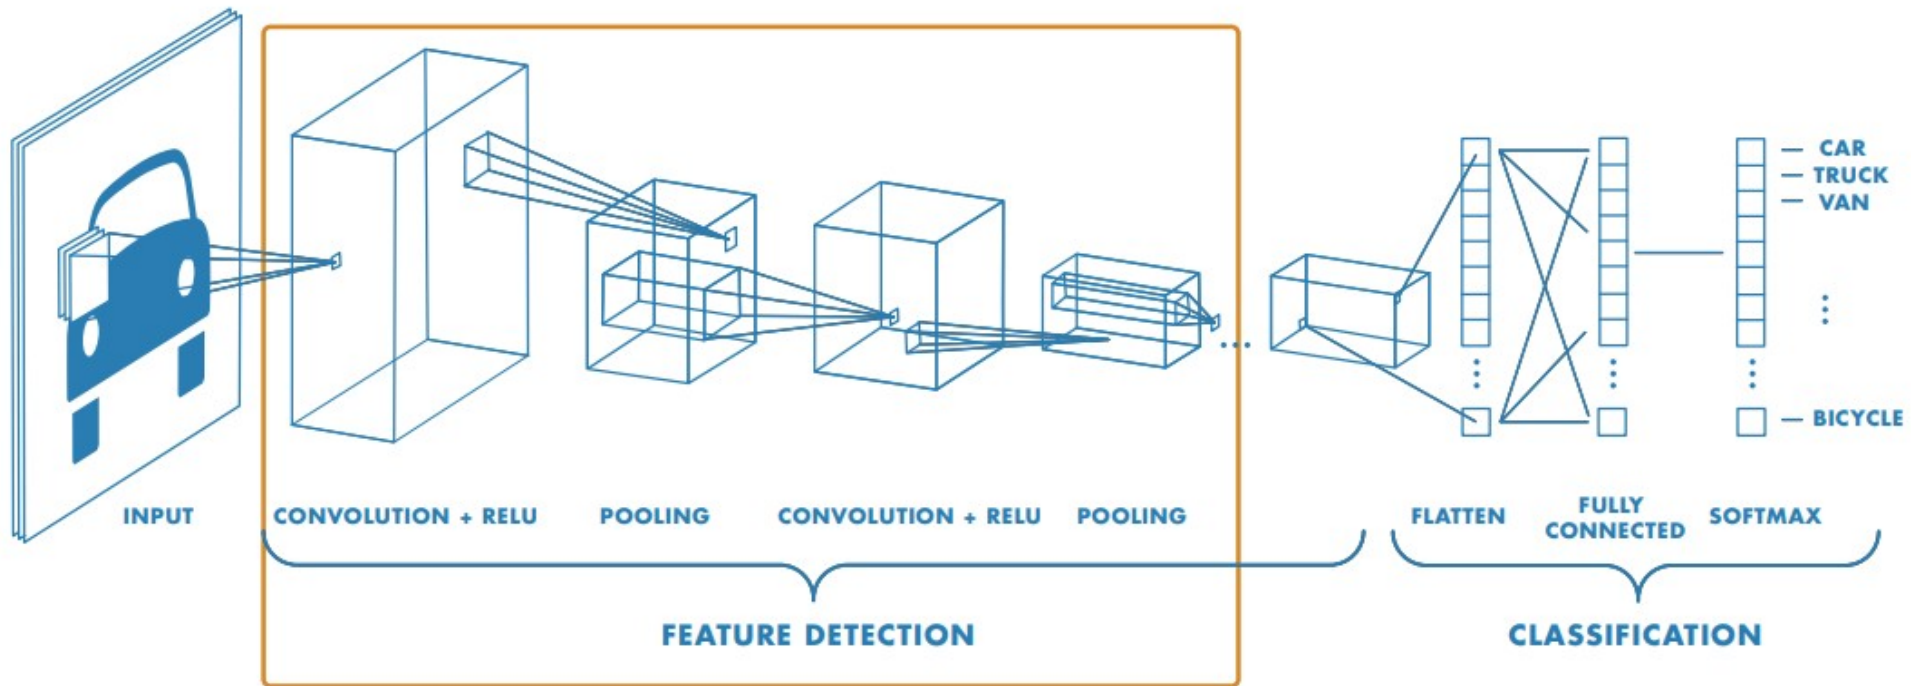 CAR
TRUCK
VAN
BICYCLE
INPUT
CONVOLUTION + RELU
POOLING
CONVOLUTION + RELU
POOLING
FLATTEN
FULLY
CONNECTED
SOFTMAX
FEATURE DETECTION
CLASSIFICATION